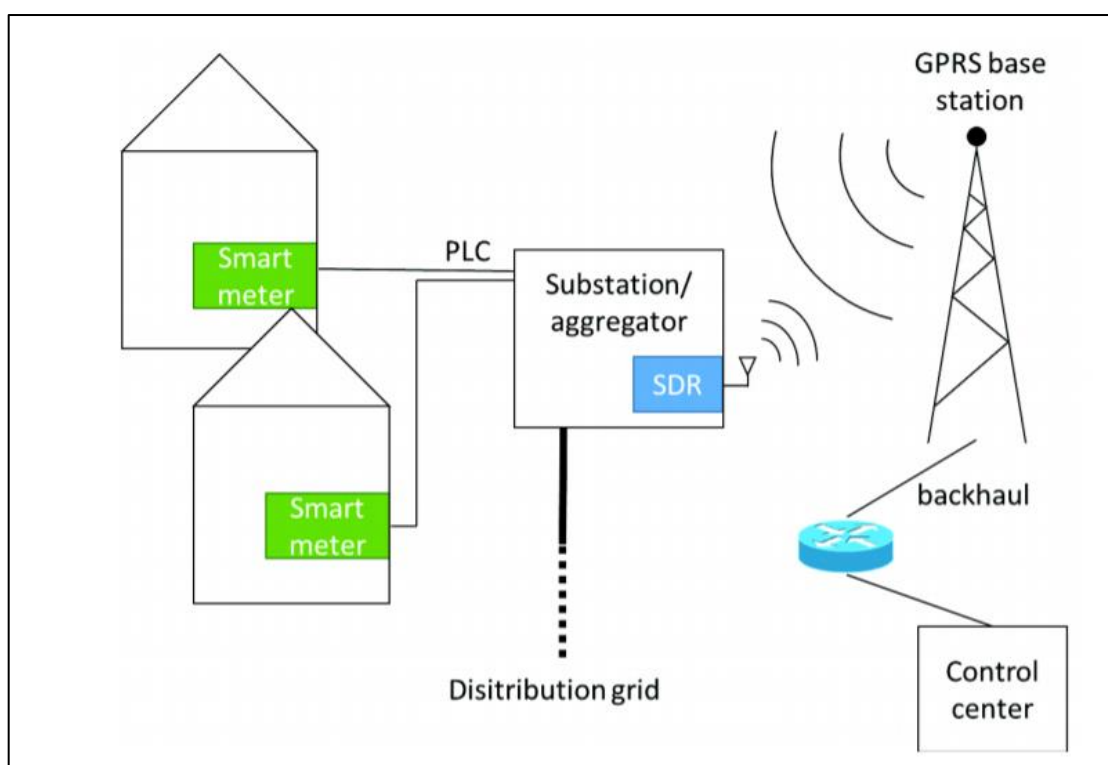 GPRS base
station
Smart
meter
PLC
Substation/
aggregator
SDR
Smart
meter
backhaul
Disitribution grid
Control
center